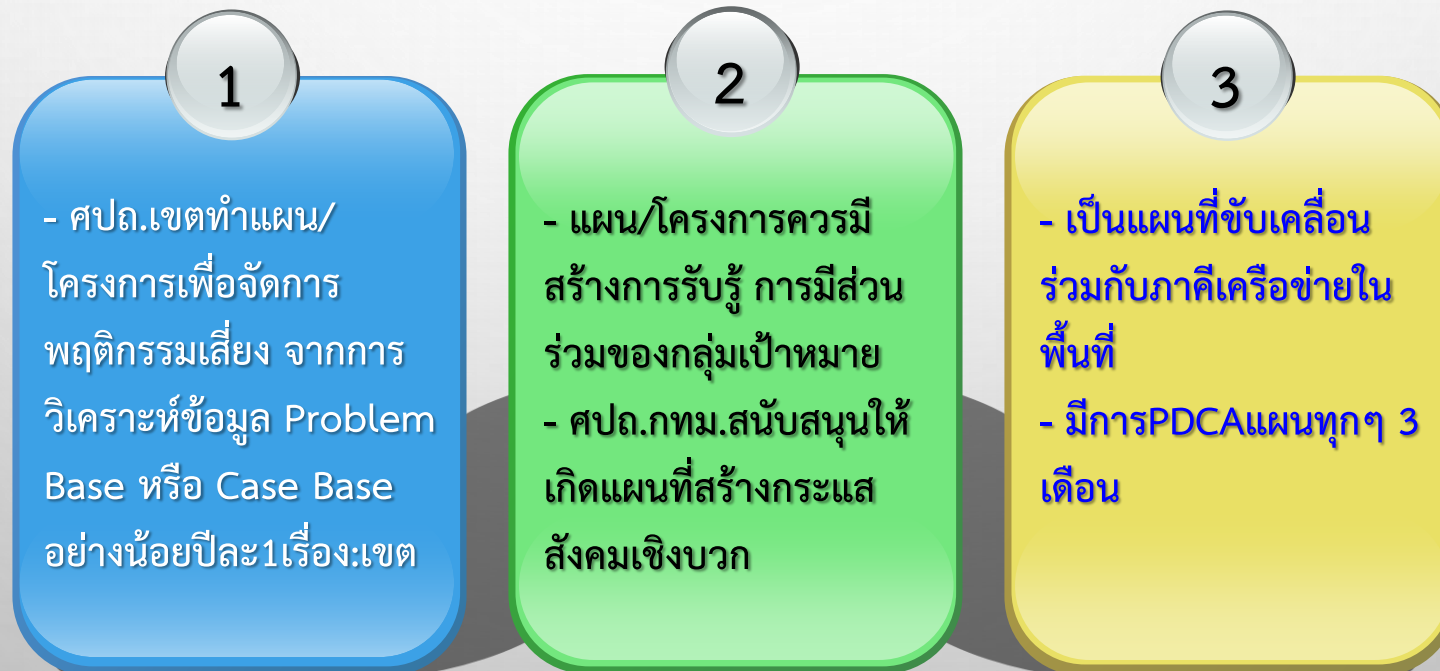 1
- ศปถ.เขตทำแผน/
โครงการเพื่อจัดการ
พฤติกรรมเสี่ยง จากการ
วิเคราะห์ข้อมูล Problem
Base หรือ Case Base
อย่างน้อยปีละ1เรื่อง:เขต
2
- แผน/โครงการควรมี
สร้างการรับรู้ การมีส่วน
ร่วมของกลุ่มเป้าหมาย
- ศปถ.กทม.สนับสนุนให้
เกิดแผนที่สร้างกระแส
สังคมเชิงบวก
3
- เป็นแผนที่ขับเคลื่อน
ร่วมกับภาคีเครือข่ายใน
พื้นที่
- มีการPDCAแผนทุกๆ 3
เดือน